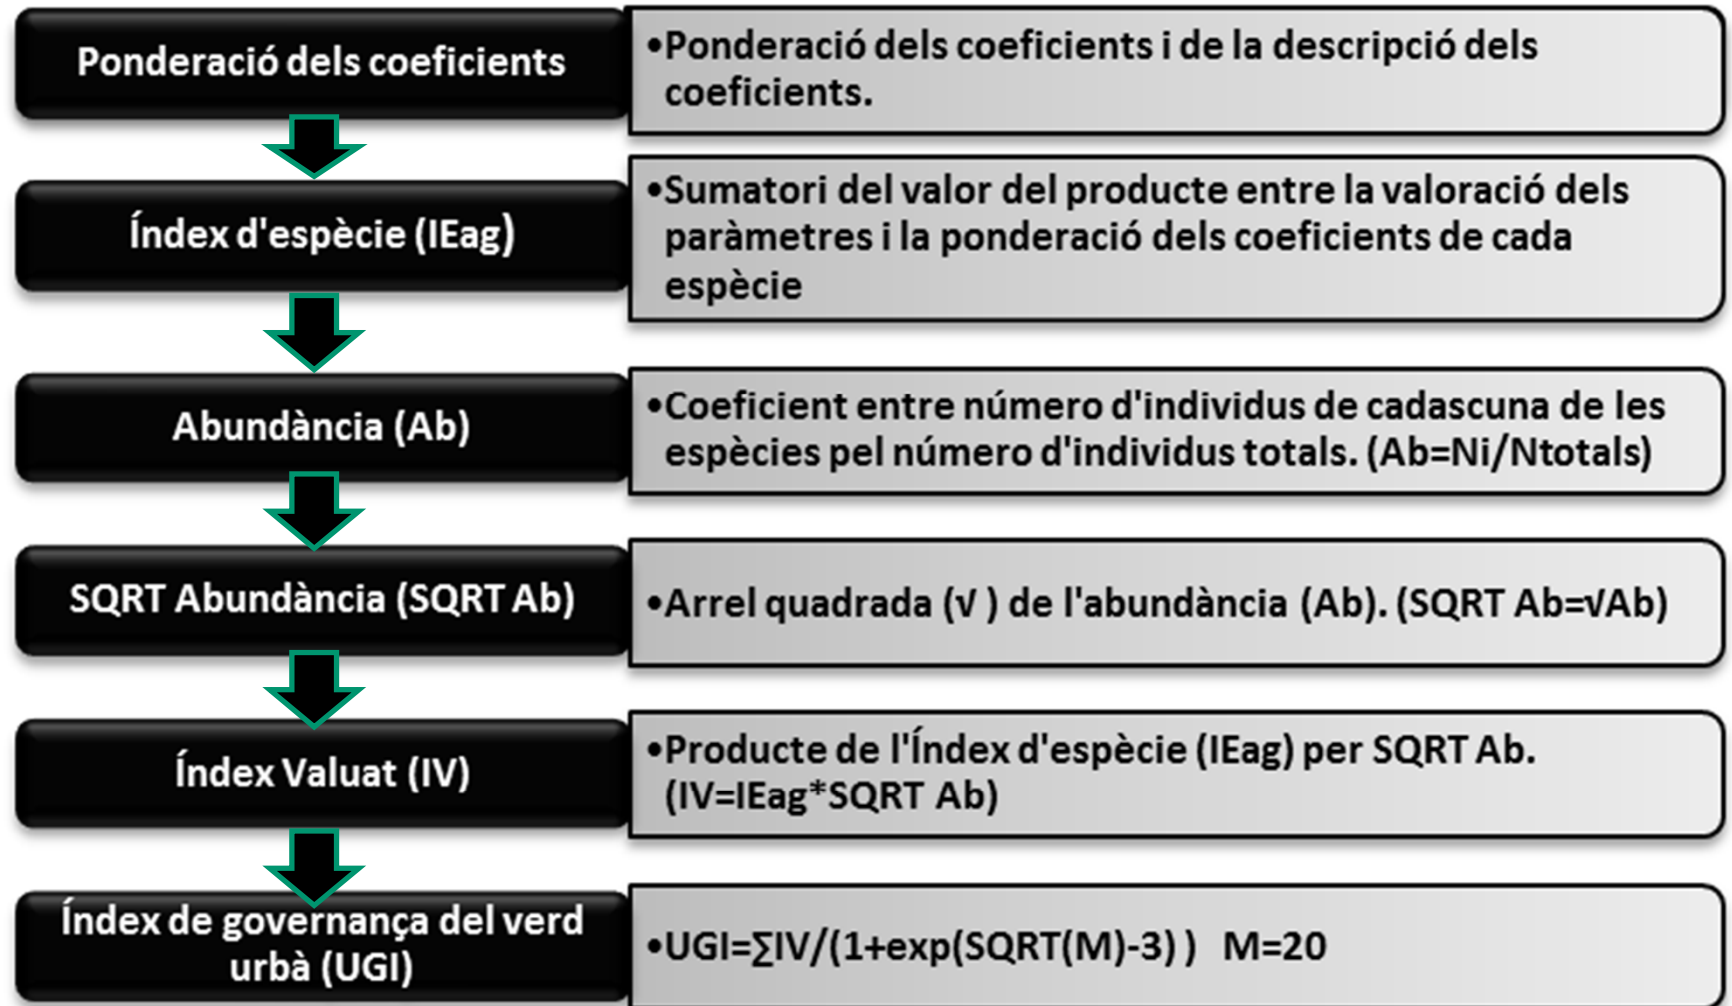 Ponderació dels coeficients
•Ponderació dels coeficients i de la descripció dels
coeficients.
Índex d'espècie (IEag)
•Sumatori del valor del producte entre la valoració dels
paràmetres i la ponderació dels coeficients de cada
espècie
Abundància (Ab)
•Coeficient entre número d'individus de cadascuna de les
espècies pel número d'individus totals. (Ab=Ni/Ntotals)
SQRT Abundància (SQRT Ab)
•Arrel quadrada (√ ) de l'abundància (Ab). (SQRT Ab=√Ab)
Índex Valuat (IV)
•Producte de l'Índex d'espècie (IEag) per SQRT Ab.
(IV=IEag*SQRT Ab)
Índex de governança del verd
urbà (UGI)
•UGI=∑IV/(1+exp(SQRT(M)-3) ) M=20